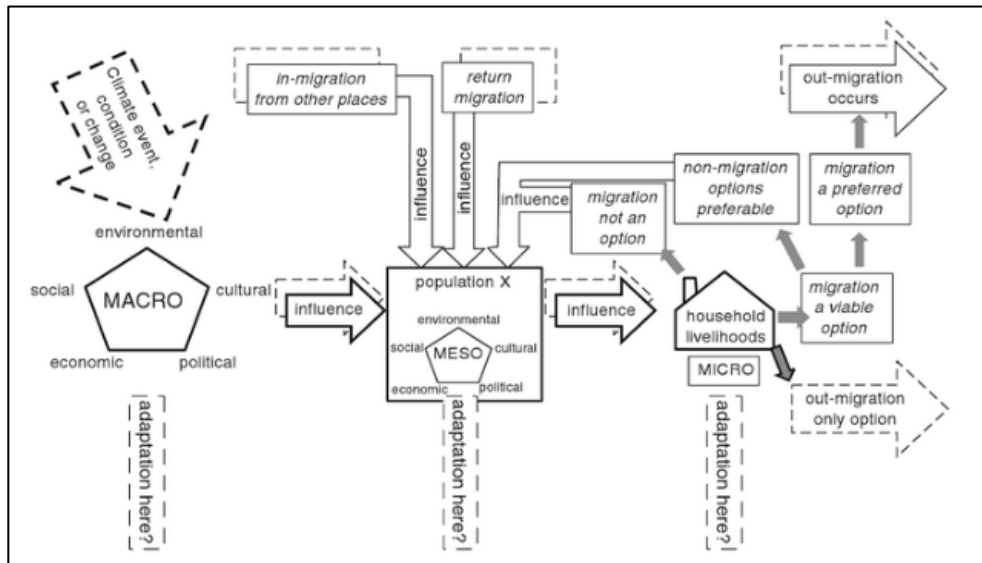 Climate event,
condition
or change
in-migration
from other places
return
migration
out-migration
occurs
influence
influence
influence
migration
not an
option
non-migration
options
preferable
migration
a preferred
option
environmental
social
MACRO
cultural
economic
political
influence
population X
environmental
social
MESO
cultural
economic
political
influence
household
livelihoods
MICRO
migration
a viable
option
out-migration
only option
adaptation here?
adaptation here?
adaptation here?